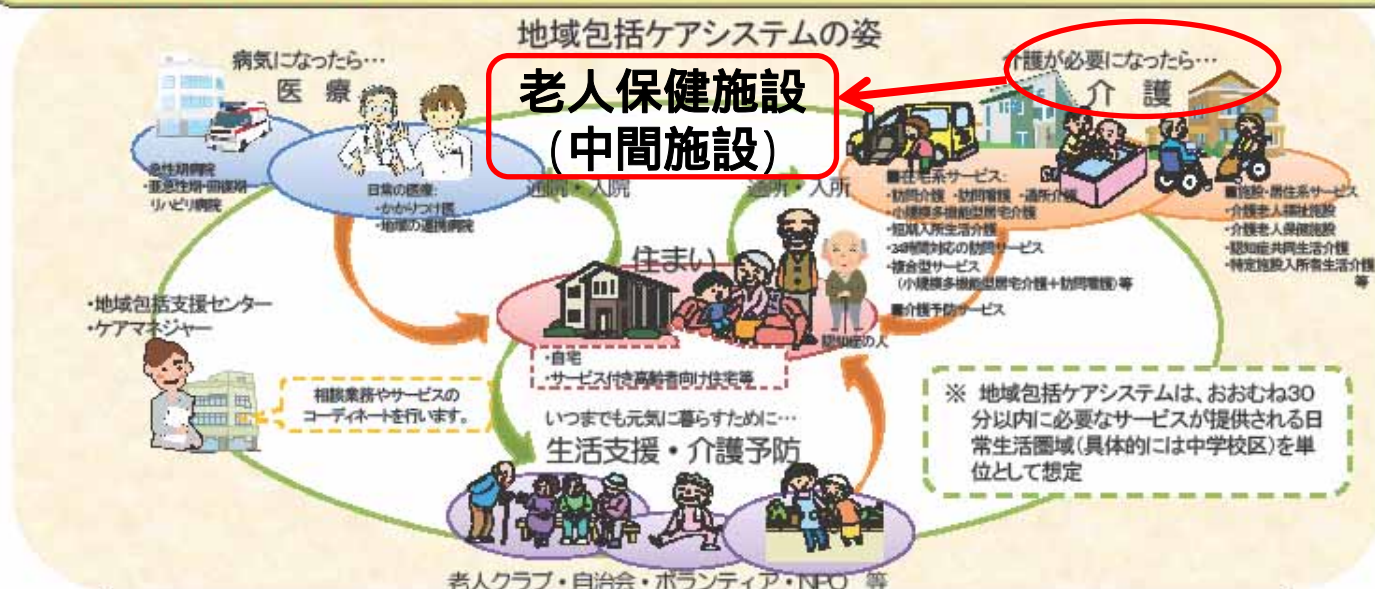 地域包括ケアシステムの姿
病気になったら…
医 療
老人保健施設
（中間施設）
介護が必要になったら…
介 護
・急性期病院
・亜急性期・回復期
リハビリ病院
日常の医療：
・かかりつけ医
・地域の連携病院
通院・入院
通所・入所
■在宅系サービス：
・訪問介護 ・訪問看護 ・通所介護
・小規模多機能型居宅介護
・短期入所生活介護
・24時間対応の訪問サービス
・複合型サービス
（小規模多機能型居宅介護＋訪問看護）等
■介護予防サービス
■施設・居住系サービス
・介護老人福祉施設
・介護老人保健施設
・認知症共同生活介護
・特定施設入所者生活介護
等
住まい
認知症の人
・自宅
・サービス付き高齢者向け住宅等
・地域包括支援センター
・ケアマネジャー
相談業務やサービスの
コーディネートを行います。
いつまでも元気に暮らすために…
生活支援・介護予防
※ 地域包括ケアシステムは、おおむね30
分以内に必要なサービスが提供される日
常生活圏域（具体的には中学校区）を単
位として想定
老人クラブ・自治会・ボランティア・NPO 等